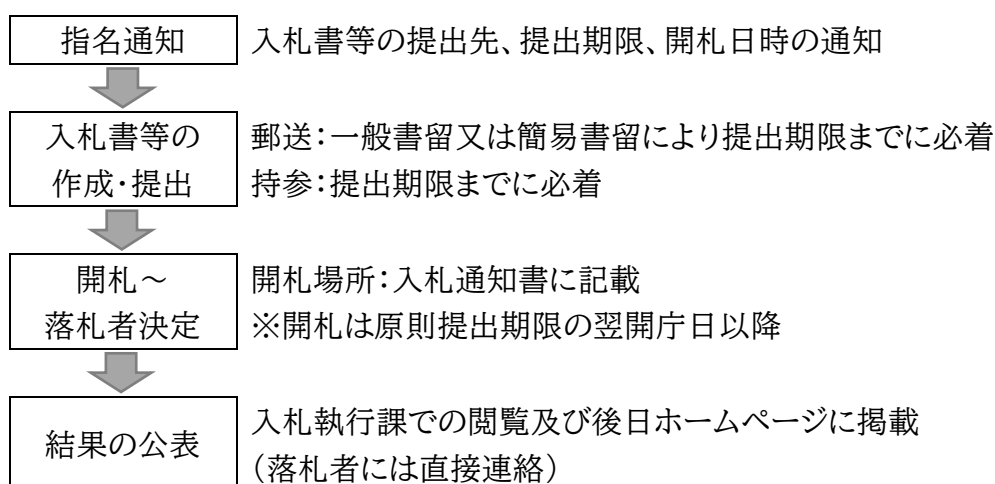 指名通知
入札書等の提出先、提出期限、開札日時の通知
入札書等の
作成・提出
郵送：一般書留又は簡易書留により提出期限までに必着
持参：提出期限までに必着
開札～
落札者決定
開札場所：入札通知書に記載
※開札は原則提出期限の翌開庁日以降
結果の公表
入札執行課での閲覧及び後日ホームページに掲載
（落札者には直接連絡）